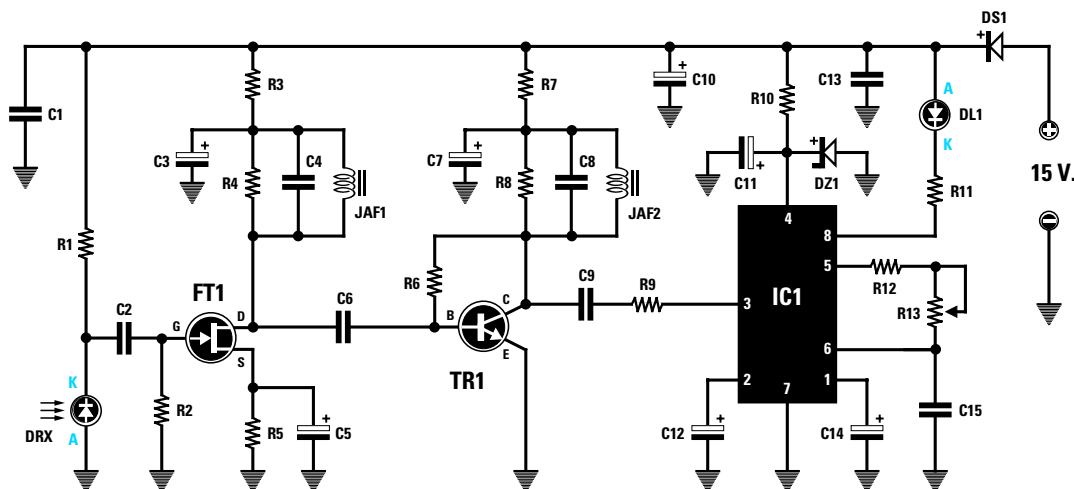 DS1
+
R3
R7
C10
+
R10
C13
A
DL1
K
C1
C3
+
R4
C4
JAF1
C7
+
R8
C8
JAF2
C11
+
DZ1
+
R11
+
15 V.
−
R1
R6
4
8
5
R12
R13
FT1
C2
G
D
S
C6
B
C
E
TR1
C9
R9
3
IC1
6
K
DRX
A
R2
R5
C5
+
2
7
1
C12
+
C14
+
C15